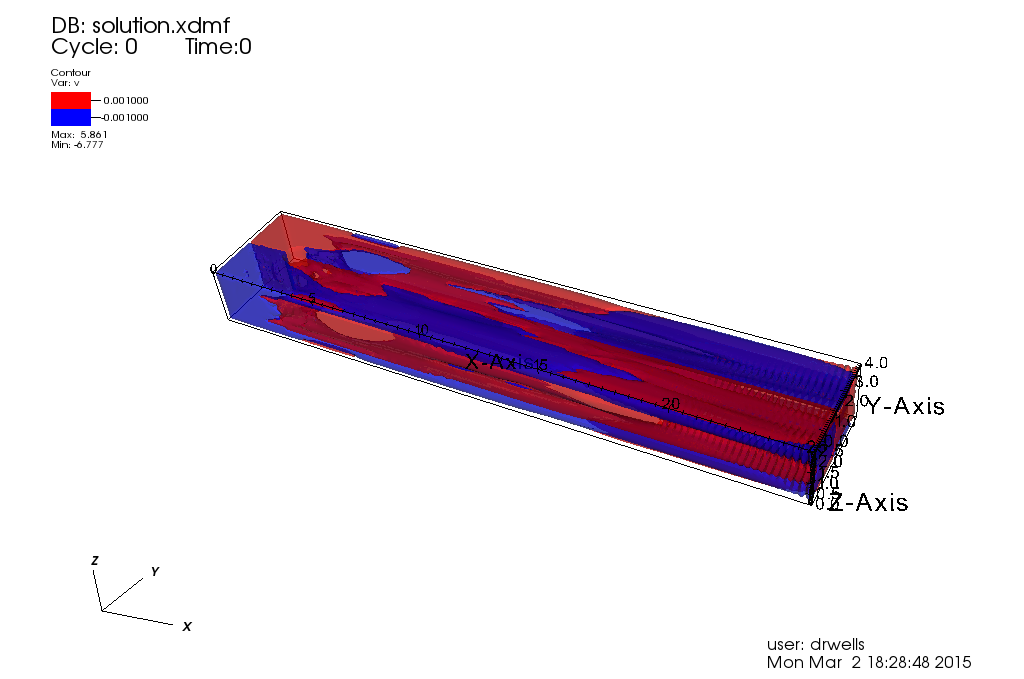 DB: solution.xdmf
Cycle: 0 Time:0
Contour
Var: v
0.001000
-0.001000
Max: 5.861
Min: -6.777
0
5
10
X-Axis
15
20
4.0
3.0
2.0
Y-Axis
Z-Axis
0.0
Z
Y
X
user: drwells
Mon Mar 2 18:28:48 2015